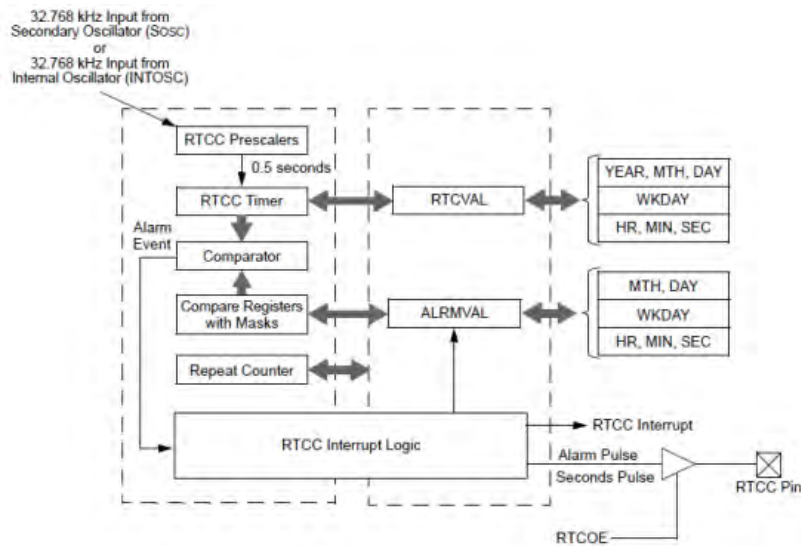 32.768 kHz Input from
Secondary Oscillator (SOSC)
or
32.768 kHz Input from
Internal Oscillator (INTOSC)
RTCC Prescalers
0.5 seconds
RTCC Timer
RTCVAL
YEAR, MTH, DAY
WKDAY
HR, MIN, SEC
Alarm
Event
Comparator
Compare Registers
with Masks
ALRMVAL
MTH, DAY
WKDAY
HR, MIN, SEC
Repeat Counter
RTCC Interrupt Logic
RTCC Interrupt
Alarm Pulse
Seconds Pulse
RTCC Pin
RTCOE